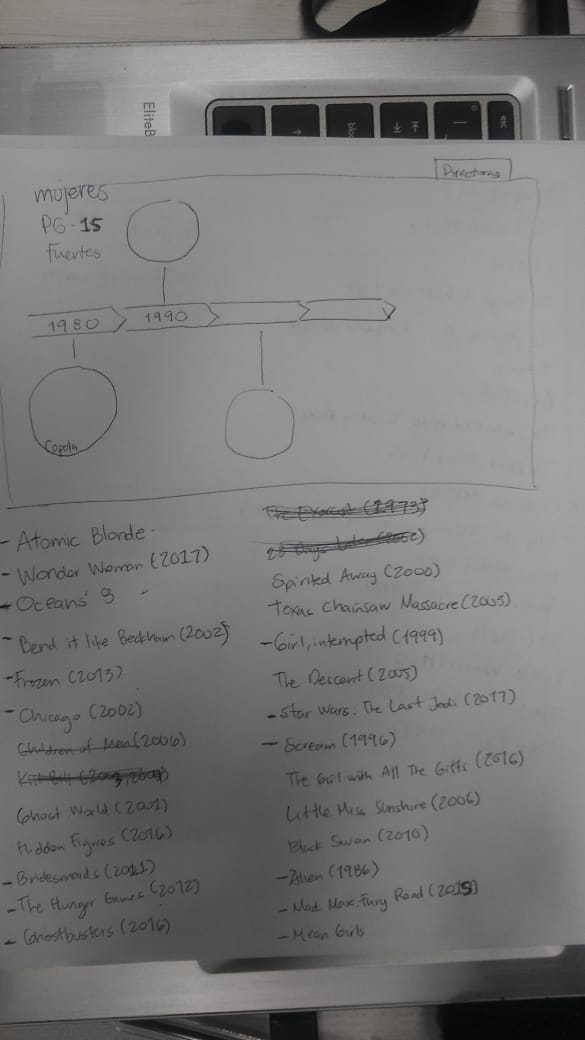 EliteB
esc
Directoras
mujeres
PG-15
Fuertes
1980
1990
Copola
- Atomic Blonde
- Wonder Woman (2017)
- Oceans' 8
- Bend it like Beckham (2002)
- Frozen (2013)
- Chicago (2002)
Children of Men (2006)
Kill Bill (2003, 2004)
Ghost World (2001)
Hidden Figures (2016)
- Bridesmaids (2011)
- The Hunger Games (2012)
- Ghostbusters (2016)
The Exorcist (1973)
28 Days Later (2002)
Spirited Away (2000)
Texas Chainsaw Massacre (2005)
- Girl, interrupted (1999)
The Descent (2005)
- Star Wars: The Last Jedi (2017)
- Scream (1996)
The Girl with All The Gifts (2016)
Little Miss Sunshine (2006)
Black Swan (2010)
- Alien (1986)
- Mad Max: Fury Road (2015)
- Mean Girls